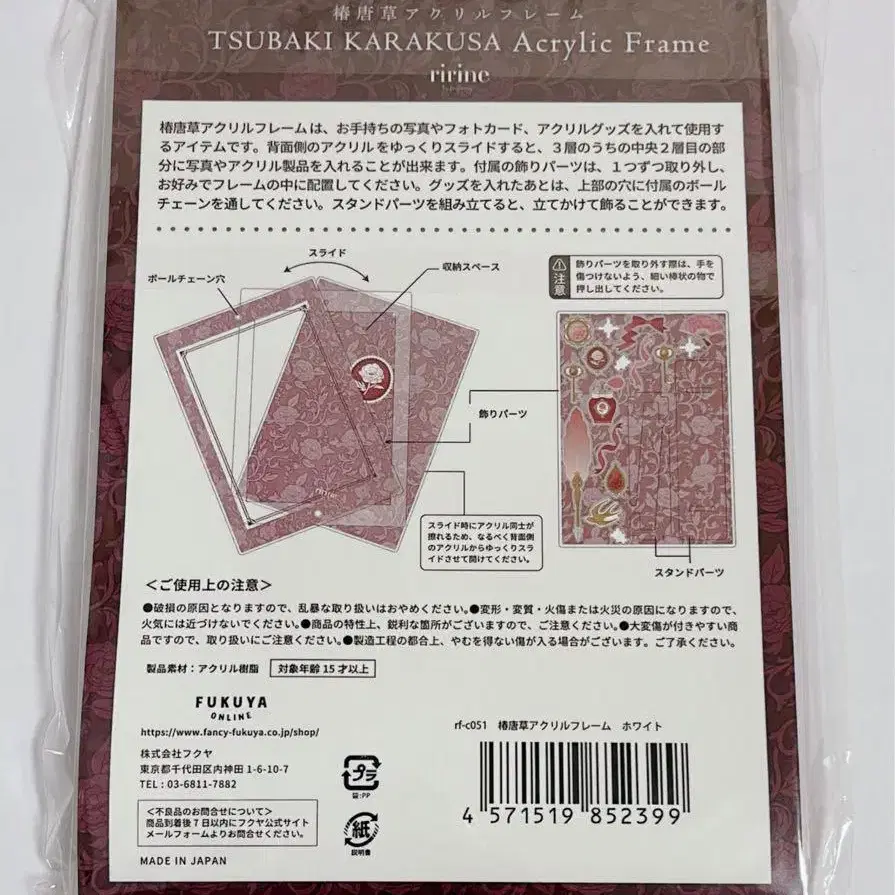 椿唐草アクリルフレーム
TSUBAKI KARAKUSA Acrylic Frame
ririne
椿唐草アクリルフレームは、お手持ちの写真やフォトカード、アクリルグッズを入れて使用す
るアイテムです。背面側のアクリルをゆっくりスライドすると、3層のうちの中央2層目の部
分に写真やアクリル製品を入れることが出来ます。付属の飾りパーツは、1つずつ取り外し、
お好みでフレームの中に配置してください。グッズを入れたあとは、上部の穴に付属のボール
チェーンを通してください。スタンドパーツを組み立てると、立てかけて飾ることができます。
スライド
ボールチェーン穴
収納スペース
注意
飾りパーツを取り外す際は、手を
傷つけないよう、細い棒状の物で
押し出してください。
飾りパーツ
スライド時にアクリル同士が
擦れるため、なるべく背面側
のアクリルからゆっくりスラ
イドさせて開けてください。
スタンドパーツ
＜ご使用上の注意＞
●破損の原因となりますので、乱暴な取り扱いはおやめください。●変形・変質・火傷または火災の原因になりますので、
火気には近づけないでください。●商品の特性上、鋭利な箇所がございますので、ご注意ください。●大変傷が付きやすい商
品ですので、取り扱いにご注意ください。●製造工程の都合上、やむを得ない傷が入る場合がございます。ご了承ください。
製品素材：アクリル樹脂 対象年齢15才以上
FUKUYA
ONLINE
https://www.fancy-fukuya.co.jp/shop/
株式会社フクヤ
東京都千代田区内神田1-6-10-7
TEL : 03-6811-7882
＜不良品のお問合せについて＞
商品到着後7日以内にフクヤ公式サイト
メールフォームよりお問合せください。
MADE IN JAPAN
プラ
袋:PP
紙
説明書
rf-c051 椿唐草アクリルフレーム ホワイト
4 571519 852399